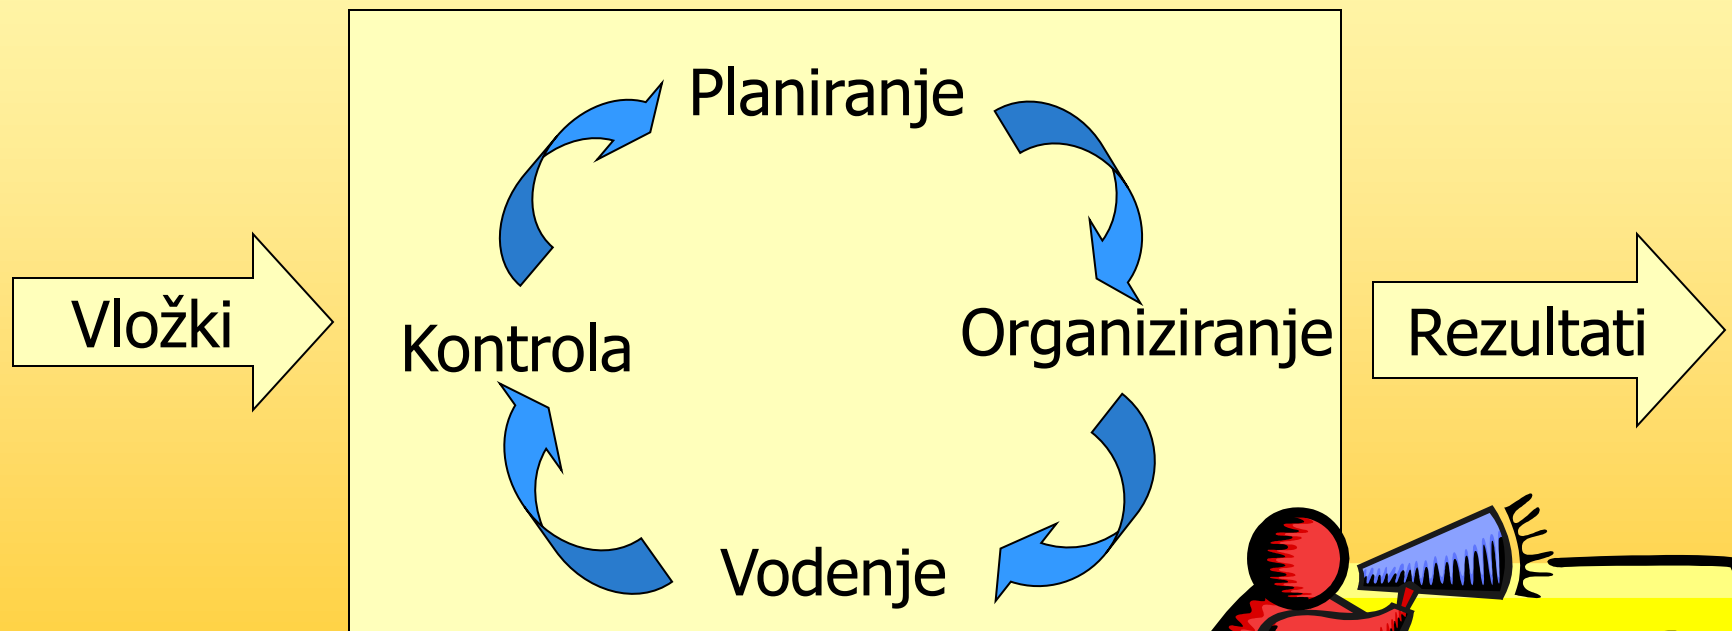 Planiranje
Vložki
Kontrola
Organiziranje
Rezultati
Vodenje